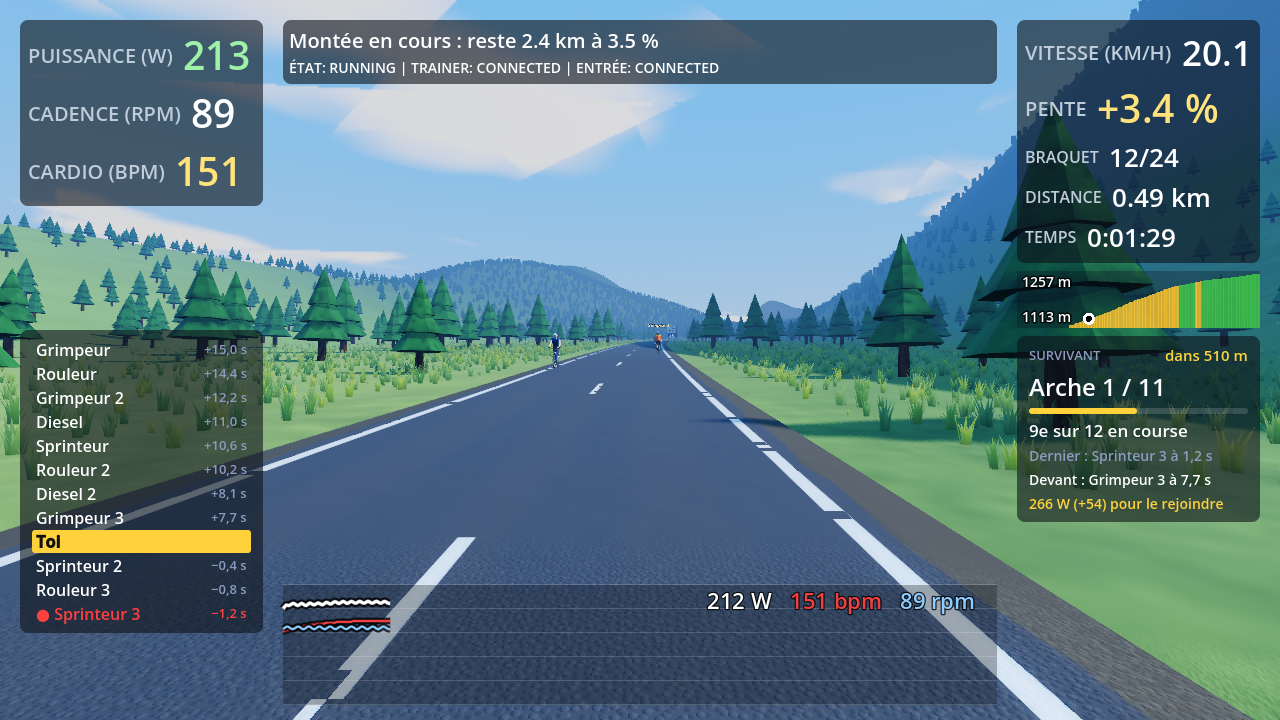 PUISSANCE (W) 213
CADENCE (RPM) 89
CARDIO (BPM) 151
Montée en cours : reste 2.4 km à 3.5 %
ÉTAT: RUNNING | TRAINER: CONNECTED | ENTRÉE: CONNECTED
VITESSE (KM/H) 20.1
PENTE +3.4 %
BRAQUET 12/24
DISTANCE 0.49 km
TEMPS 0:01:29
1257 m
1113 m
SURVIVANT dans 510 m
Arche 1 / 11
9e sur 12 en course
Dernier : Sprinteur 3 à 1,2 s
Devant : Grimpeur 3 à 7,7 s
266 W (+54) pour le rejoindre
Grimpeur +15,0 s
Rouleur +14,4 s
Grimpeur 2 +12,2 s
Diesel +11,0 s
Sprinteur +10,6 s
Rouleur 2 +10,2 s
Diesel 2 +8,1 s
Grimpeur 3 +7,7 s
Toi
Sprinteur 2 −0,4 s
Rouleur 3 −0,8 s
Sprinteur 3 −1,2 s
212 W 151 bpm 89 rpm